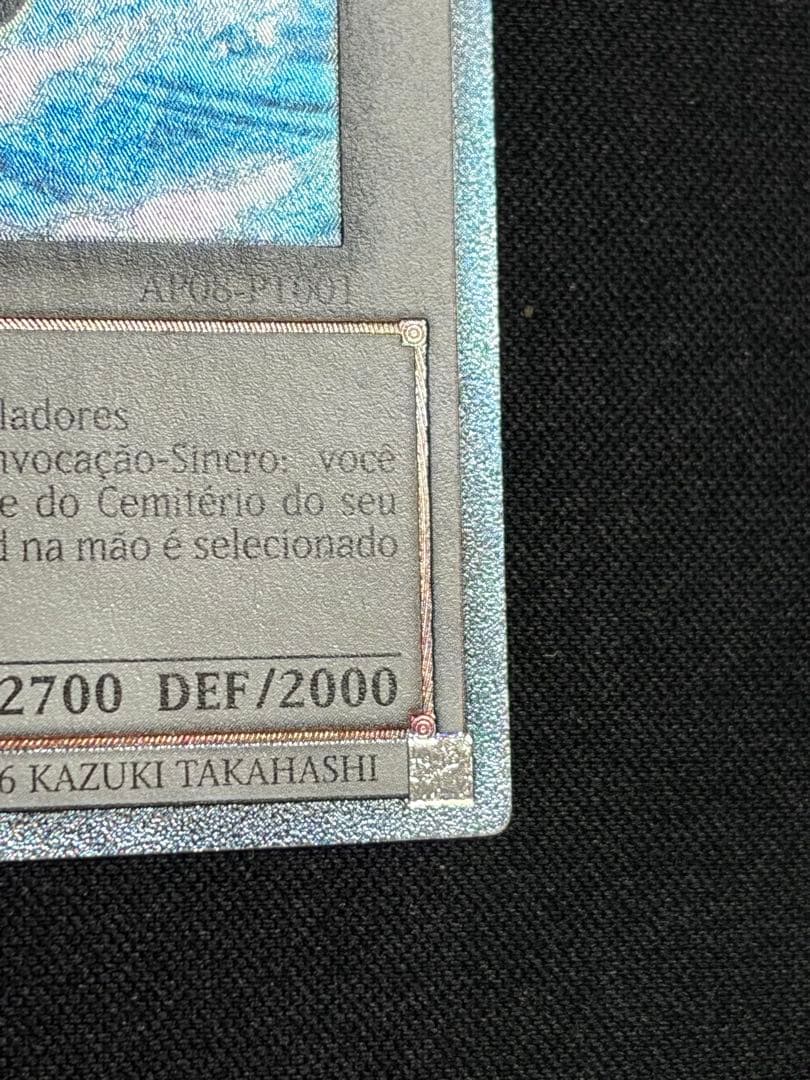 AP08-PT001
ladores
nvocação-Sincro: você
e do Cemitério do seu
d na mão é selecionado
2700 DEF/2000
6 KAZUKI TAKAHASHI